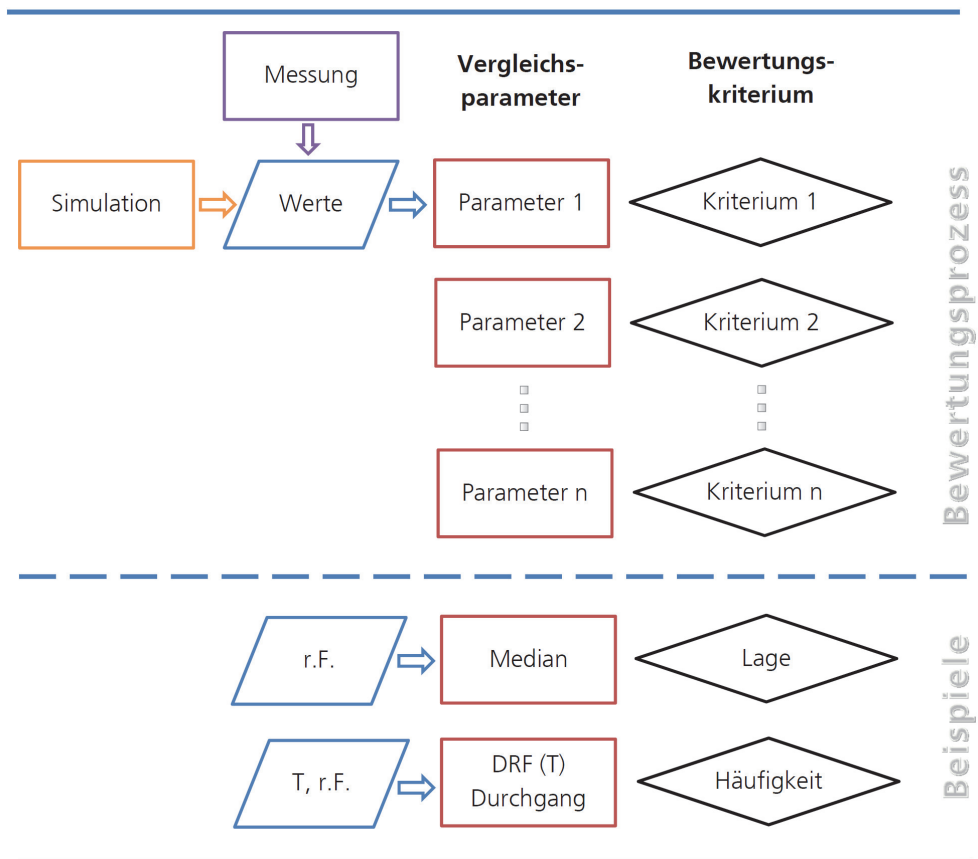 Messung
Vergleichs-
parameter
Bewertungs-
kriterium
Simulation
Werte
Parameter 1
Kriterium 1
Parameter 2
Kriterium 2
Parameter n
Kriterium n
Bewertungsprozess
r.F.
Median
Lage
T, r.F.
DRF (T)
Durchgang
Häufigkeit
Beispiele